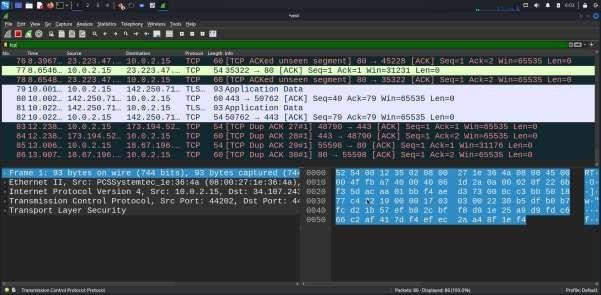 1 2 3 4
6:03
*eth0
File Edit View Go Capture Analyze Statistics Telephony Wireless Tools Help
tcp
No. Time Source Destination Protocol Length Info
76 8.3967… 23.223.47.… 10.0.2.15 TCP 60 [TCP ACKed unseen segment] 80 → 45228 [ACK] Seq=1 Ack=2 Win=65535 Len=0
77 8.6546… 10.0.2.15 23.223.47.… TCP 54 35322 → 80 [ACK] Seq=1 Ack=1 Win=31231 Len=0
78 8.6548… 23.223.47.… 10.0.2.15 TCP 60 [TCP ACKed unseen segment] 80 → 35322 [ACK] Seq=1 Ack=2 Win=65535 Len=0
79 10.001… 10.0.2.15 142.250.71… TLS… 93 Application Data
80 10.002… 142.250.71… 10.0.2.15 TCP 60 443 → 50762 [ACK] Seq=40 Ack=79 Win=65535 Len=0
81 10.022… 142.250.71… 10.0.2.15 TLS… 93 Application Data
82 10.022… 10.0.2.15 142.250.71… TCP 54 50762 → 443 [ACK] Seq=79 Ack=79 Win=65535 Len=0
83 12.238… 10.0.2.15 173.194.52… TCP 54 [TCP Dup ACK 27#1] 48790 → 443 [ACK] Seq=1 Ack=1 Win=65535 Len=0
84 12.238… 173.194.52… 10.0.2.15 TCP 60 [TCP Dup ACK 28#1] 443 → 48790 [ACK] Seq=1 Ack=2 Win=65535 Len=0
85 13.006… 10.0.2.15 18.67.196.… TCP 54 [TCP Dup ACK 29#1] 55598 → 80 [ACK] Seq=1 Ack=1 Win=31176 Len=0
86 13.007… 18.67.196.… 10.0.2.15 TCP 60 [TCP Dup ACK 30#1] 80 → 55598 [ACK] Seq=1 Ack=2 Win=65535 Len=0
Frame 1: 93 bytes on wire (744 bits), 93 bytes captured (744
Ethernet II, Src: PCSSystemtec_1e:36:4a (08:00:27:1e:36:4a),
Internet Protocol Version 4, Src: 10.0.2.15, Dst: 34.107.243
Transmission Control Protocol, Src Port: 44202, Dst Port: 44
Transport Layer Security
0000 52 54 00 12 35 02 08 00 27 1e 36 4a 08 00 45 00 RT·
0010 00 4f fb a7 40 00 40 06 1d 2a 0a 00 02 0f 22 6b
0020 f3 5d ac aa 01 bb f4 ae d3 73 00 0c c3 bb 50 18
0030 77 c4 19 00 00 17 03 03 00 22 30 b5 df b0 b7
0040 fc d2 1b 57 ef b0 2c bf f8 d9 1e 25 a9 d9 fd c6
0050 66 c2 af 41 7d f4 ef ec 2a a4 8f 1e f4
Transmission Control Protocol: Protocol
Packets: 86 · Displayed: 86 (100.0%)
Profile: Default